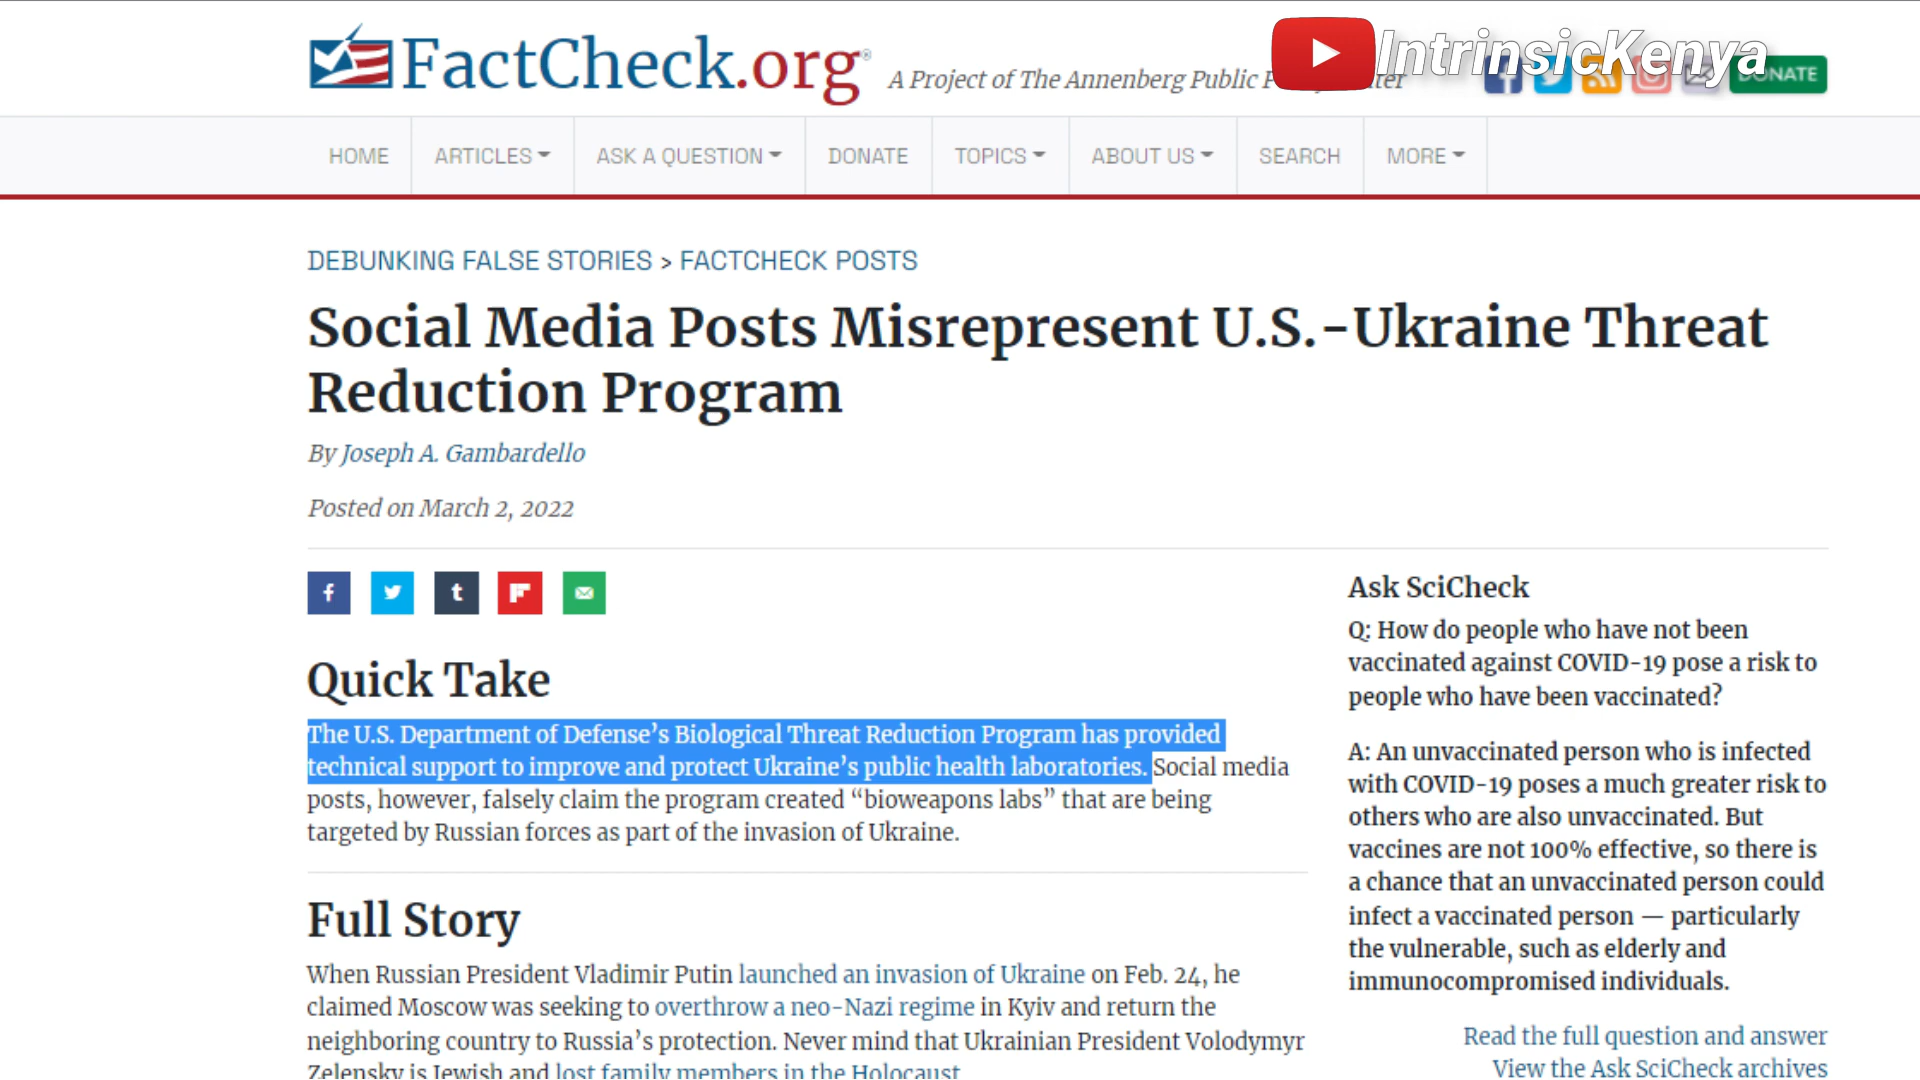 FactCheck.org®
A Project of The Annenberg Public
IntrinsicKenya
DONATE
HOME
ARTICLES
ASK A QUESTION
DONATE
TOPICS
ABOUT US
SEARCH
MORE
DEBUNKING FALSE STORIES > FACTCHECK POSTS
Social Media Posts Misrepresent U.S.-Ukraine Threat
Reduction Program
By Joseph A. Gambardello
Posted on March 2, 2022
Quick Take
The U.S. Department of Defense’s Biological Threat Reduction Program has provided
technical support to improve and protect Ukraine’s public health laboratories. Social media
posts, however, falsely claim the program created “bioweapons labs” that are being
targeted by Russian forces as part of the invasion of Ukraine.
Full Story
When Russian President Vladimir Putin launched an invasion of Ukraine on Feb. 24, he
claimed Moscow was seeking to overthrow a neo-Nazi regime in Kyiv and return the
neighboring country to Russia’s protection. Never mind that Ukrainian President Volodymyr
Zelensky is Jewish and lost family members in the Holocaust
Ask SciCheck
Q: How do people who have not been
vaccinated against COVID-19 pose a risk to
people who have been vaccinated?
A: An unvaccinated person who is infected
with COVID-19 poses a much greater risk to
others who are also unvaccinated. But
vaccines are not 100% effective, so there is
a chance that an unvaccinated person could
infect a vaccinated person — particularly
the vulnerable, such as elderly and
immunocompromised individuals.
Read the full question and answer
View the Ask SciCheck archives